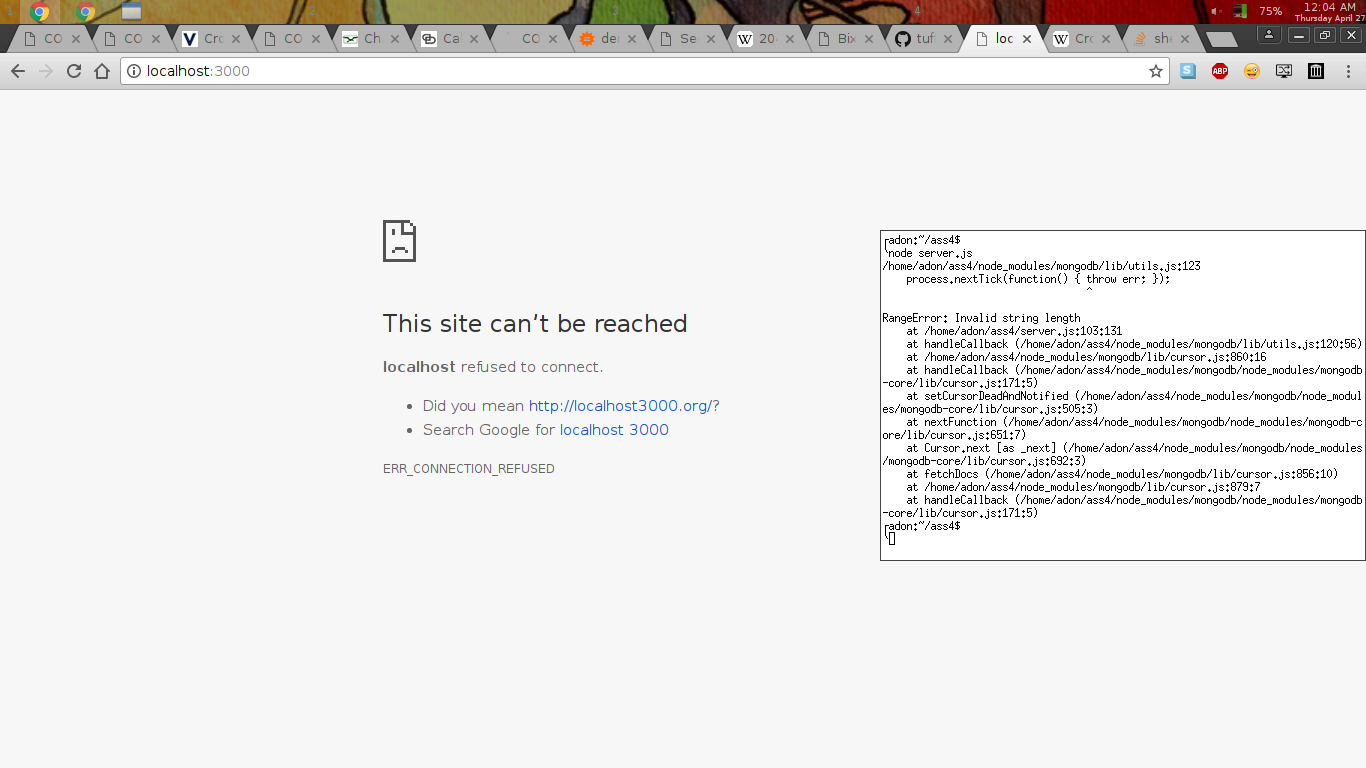 1
2
4
75%
12:04 AM
Thursday April 27
CO
CO
Cro
CO
Ch
Ca
CO
de
Se
20
Bix
tuf
loc
Cro
sh
localhost:3000
S
ABP
This site can't be reached
localhost refused to connect.
Did you mean http://localhost3000.org/?
Search Google for localhost 3000
ERR_CONNECTION_REFUSED
adon:~/ass4$
node server.js
/home/adon/ass4/node_modules/mongodb/lib/utils.js:123
process.nextTick(function() { throw err; });
^
RangeError: Invalid string length
at /home/adon/ass4/server.js:103:131
at handleCallback (/home/adon/ass4/node_modules/mongodb/lib/utils.js:120:56)
at /home/adon/ass4/node_modules/mongodb/lib/cursor.js:860:16
at handleCallback (/home/adon/ass4/node_modules/mongodb/node_modules/mongodb
-core/lib/cursor.js:171:5)
at setCursorDeadAndNotified (/home/adon/ass4/node_modules/mongodb/node_modul
es/mongodb-core/lib/cursor.js:505:3)
at nextFunction (/home/adon/ass4/node_modules/mongodb/node_modules/mongodb-c
ore/lib/cursor.js:651:7)
at Cursor.next [as _next] (/home/adon/ass4/node_modules/mongodb/node_modules
/mongodb-core/lib/cursor.js:692:3)
at fetchDocs (/home/adon/ass4/node_modules/mongodb/lib/cursor.js:856:10)
at /home/adon/ass4/node_modules/mongodb/lib/cursor.js:879:7
at handleCallback (/home/adon/ass4/node_modules/mongodb/node_modules/mongodb
-core/lib/cursor.js:171:5)
adon:~/ass4$